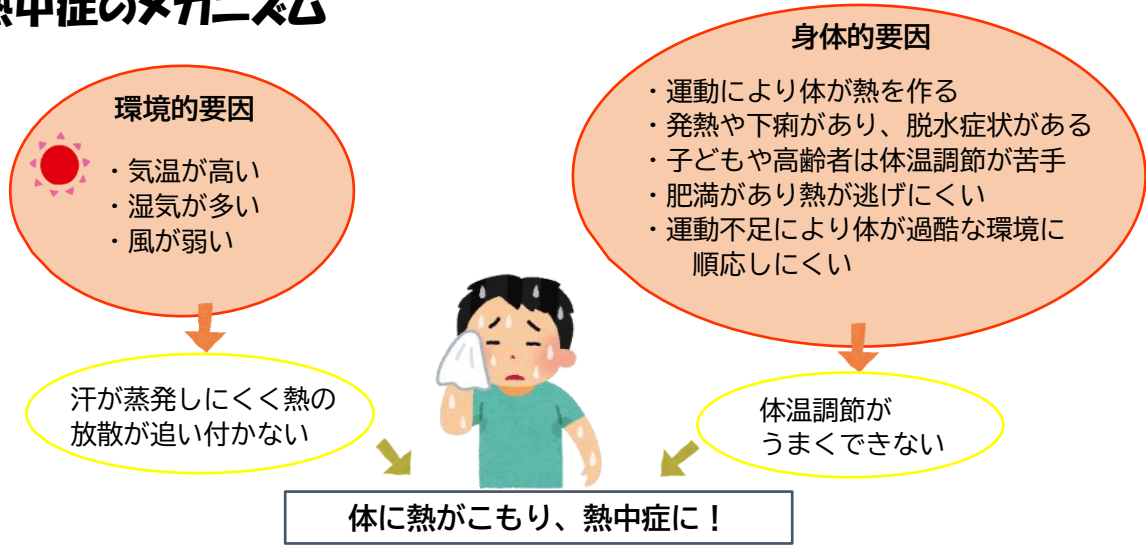 熱中症のメカニズム
環境的要因
・気温が高い
・湿気が多い
・風が弱い
身体的要因
・運動により体が熱を作る
・発熱や下痢があり、脱水症状がある
・子どもや高齢者は体温調節が苦手
・肥満があり熱が逃げにくい
・運動不足により体が過酷な環境に
順応しにくい
汗が蒸発しにくく熱の
放散が追い付かない
体温調節が
うまくできない
体に熱がこもり、熱中症に！